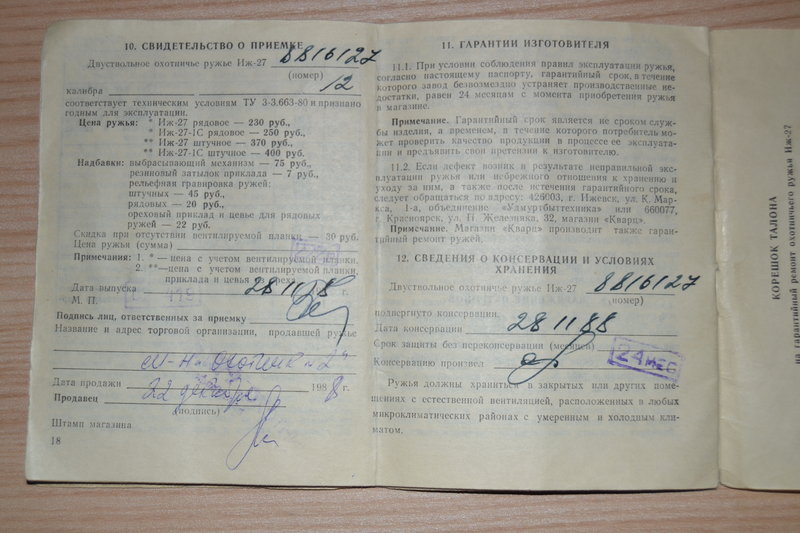 10. СВИДЕТЕЛЬСТВО О ПРИЕМКЕ
Двуствольное охотничье ружье Иж-27 8816127
(номер)
калибра 12
соответствует техническим условиям ТУ 3-3.663-80 и признано
годным для эксплуатации.
Цена ружья: * Иж-27 рядовое — 230 руб.,
* Иж-27-1С рядовое — 250 руб.,
** Иж-27 штучное — 370 руб.,
** Иж-27-1С штучное — 400 руб.
Надбавки: выбрасывающий механизм — 75 руб.,
резиновый затылок приклада — 7 руб.,
рельефная гравировка ружей:
штучных — 45 руб.,
рядовых — 20 руб.,
ореховый приклад и цевье для рядовых
ружей — 22 руб.
Скидка при отсутствии вентилируемой планки — 30 руб.
Цена ружья (сумма)
Примечания: 1. * — цена с учетом вентилируемой планки.
2. **—цена с учетом вентилируемой планки,
приклада и цевья из ореха.
Дата выпуска 281188 г.
М. П.
Подпись лиц, ответственных за приемку
Название и адрес торговой организации, продавшей ружье
м-н Охотник №2
Дата продажи 22 декабря 1988 г.
Продавец
(подпись)
Штамп магазина
18
11. ГАРАНТИИ ИЗГОТОВИТЕЛЯ
11.1. При условии соблюдения правил эксплуатации ружья,
согласно настоящему паспорту, гарантийный срок, в течение
которого завод безвозмездно устраняет производственные не-
достатки, равен 24 месяцам с момента приобретения ружья
в магазине.
Примечание. Гарантийный срок не является сроком служ-
бы изделия, а временем, в течение которого потребитель мо-
жет проверить качество продукции в процессе ее эксплуата-
ции и предъявить свои претензии к изготовителю.
11.2. Если дефект возник в результате неправильной экс-
плуатации ружья или небрежного отношения к хранению и
уходу за ним, а также после истечения гарантийного срока,
следует обращаться по адресу: 426003, г. Ижевск, ул. К. Мар-
кса, 1-а, объединение «Удмуртбыттехника» или 660077,
г. Красноярск, ул. П. Железняка, 32, магазин «Кварц».
Примечание. Магазин «Кварц» производит также гаран-
тийный ремонт ружей.
12. СВЕДЕНИЯ О КОНСЕРВАЦИИ И УСЛОВИЯХ
ХРАНЕНИЯ
Двуствольное охотничье ружье Иж-27 8816127
(номер)
подвергнуто консервации.
Дата консервации 281188
Срок защиты без переконсервации (месяцев) 24 МЕС
Консервацию произвел
Ружья должны храниться в закрытых или других поме-
щениях с естественной вентиляцией, расположенных в любых
микроклиматических районах с умеренным и холодным кли-
матом.
КОРЕШОК ТАЛОНА
на гарантийный ремонт охотничьего ружья Иж-27